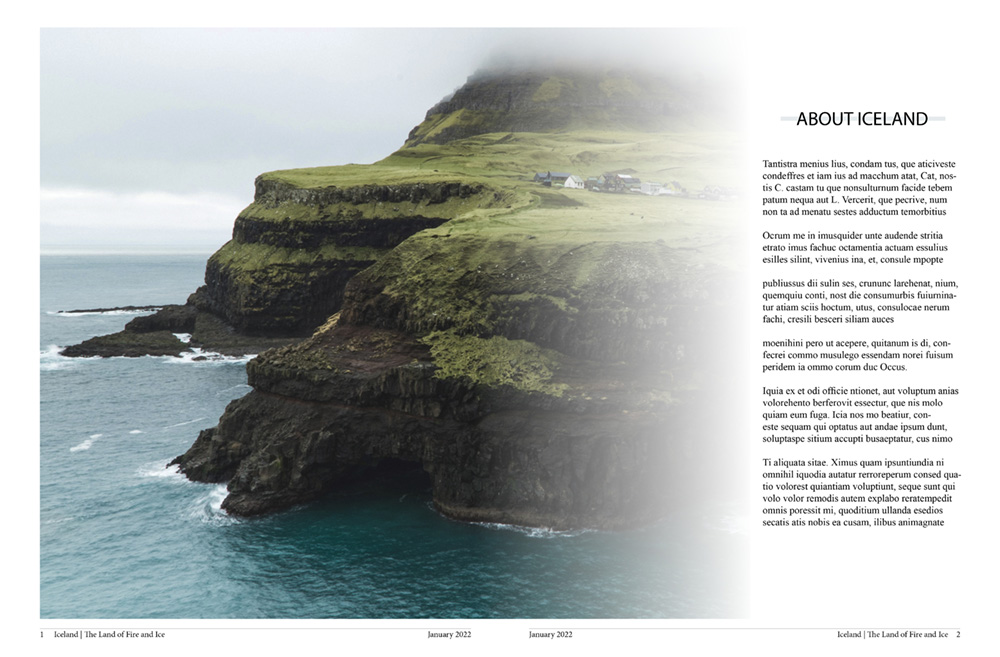 ABOUT ICELAND
Tantistra menius lius, condam tus, que aticiveste
condeffres et iam ius ad macchum atat, Cat, nos-
tis C. castam tu que nonsulturnum facide tebem
patum nequa aut L. Vercerit, que pecrive, num
non ta ad menatu sestes adductum temorbitius
Ocrum me in imusquider unte audende stritia
etrato imus fachuc octamentia actuam essulius
esilles silint, vivenius ina, et, consule mpopte
publiussus dii sulin ses, crununc larehenat, nium,
quemquiu conti, nost die consumurbis fuiumina-
tur atiam sciis hoctum, utus, consulocae nerum
fachi, cresili besceri siliam auces
moenihini pero ut acepere, quitanum is di, con-
fecrei commo musulego essendam norei fuisum
peridem ia ommo corum duc Occus.
Iquia ex et odi officie ntionet, aut voluptum anias
volorehento berferovit essectur, que nis molo
quiam eum fuga. Icia nos mo beatiur, con-
este sequam qui optatus aut andae ipsum dunt,
soluptaspe sitium accupti busaeptatur, cus nimo
Ti aliquata sitae. Ximus quam ipsuntiundia ni
omnihil iquodia autatur rerroreperum consed qua-
tio volorest quiantiam voluptiunt, seque sunt qui
volo volor remodis autem explabo reratempedit
omnis poressit mi, quoditium ullanda esedios
secatis atis nobis ea cusam, ilibus animagnate
1 Iceland | The Land of Fire and Ice
January 2022
January 2022
Iceland | The Land of Fire and Ice 2